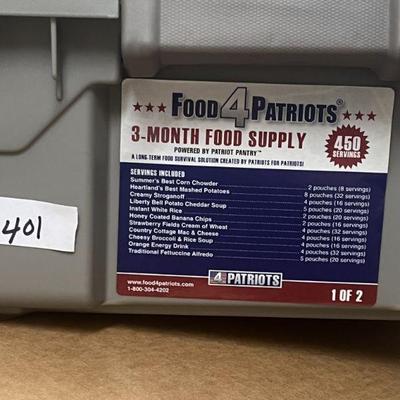 FOOD4PATRIOTS®
3-MONTH FOOD SUPPLY
POWERED BY PATRIOT PANTRY™
A LONG-TERM FOOD SURVIVAL SOLUTION CREATED BY PATRIOTS FOR PATRIOTS!
450
SERVINGS
SERVINGS INCLUDED
Summer's Best Corn Chowder 2 pouches (8 servings)
Heartland's Best Mashed Potatoes 8 pouches (32 servings)
Creamy Stroganoff 4 pouches (16 servings)
Liberty Bell Potato Cheddar Soup 4 pouches (16 servings)
Instant White Rice 5 pouches (20 servings)
Honey Coated Banana Chips 2 pouches (20 servings)
Strawberry Fields Cream of Wheat 2 pouches (16 servings)
Country Cottage Mac & Cheese 4 pouches (32 servings)
Cheesy Broccoli & Rice Soup 4 pouches (16 servings)
Orange Energy Drink 4 pouches (32 servings)
Traditional Fettuccine Alfredo 5 pouches (20 servings)
401
4PATRIOTS
www.food4patriots.com
1-800-304-4202
1 OF 2